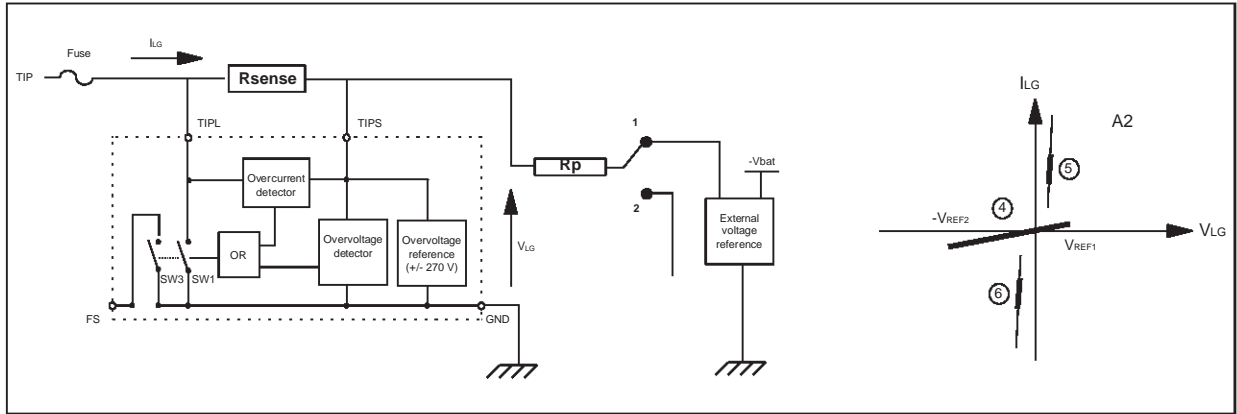 Fuse
ILG
TIP
Rsense
TIPL
TIPS
Overcurrent
detector
OR
Overvoltage
detector
Overvoltage
reference
(+/- 270 V)
SW3
SW1
FS
GND
VLG
Rp
1
2
-Vbat
External
voltage
reference
ILG
A2
5
4
-VREF2
VREF1
VLG
6